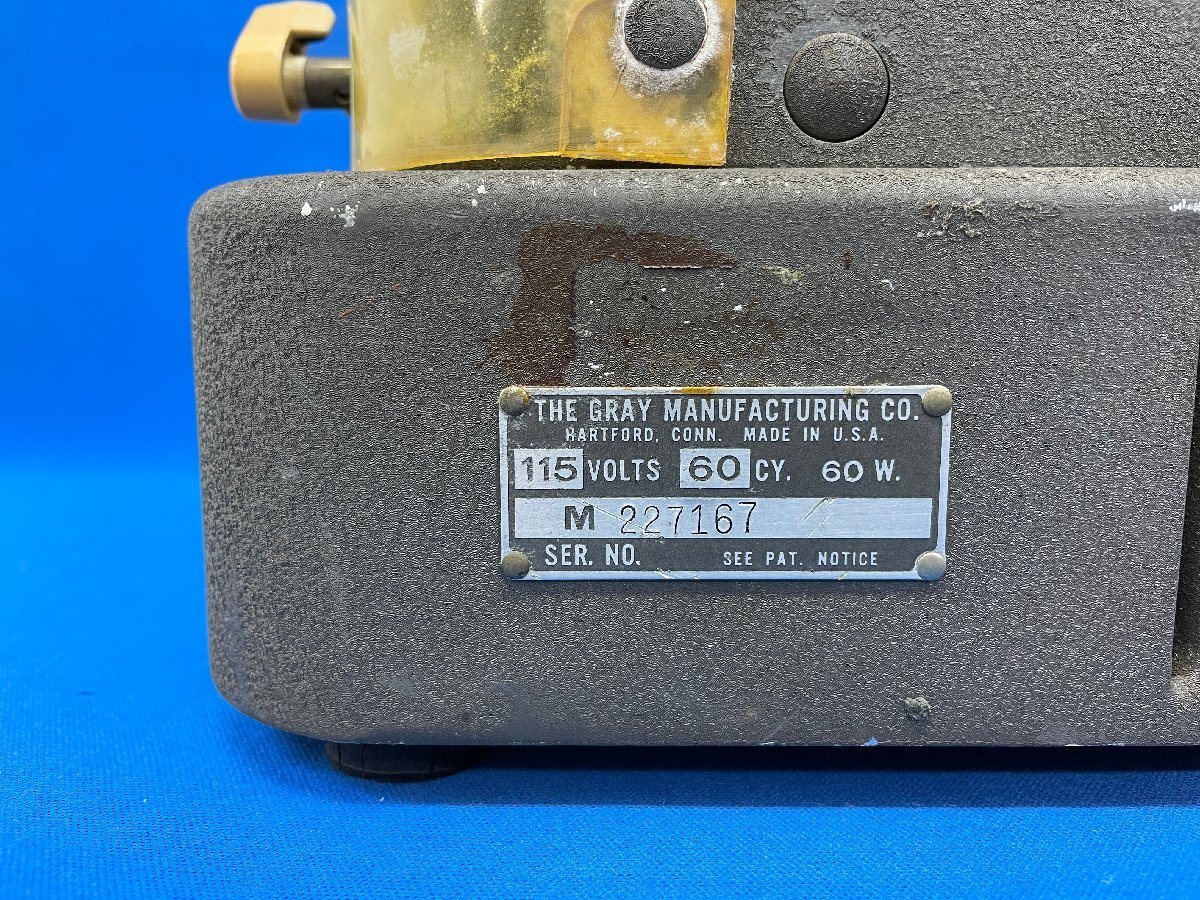 THE GRAY MANUFACTURING CO.
HARTFORD, CONN. MADE IN U.S.A.
115 VOLTS 60 CY. 60 W.
M 227167
SER. NO. SEE PAT. NOTICE